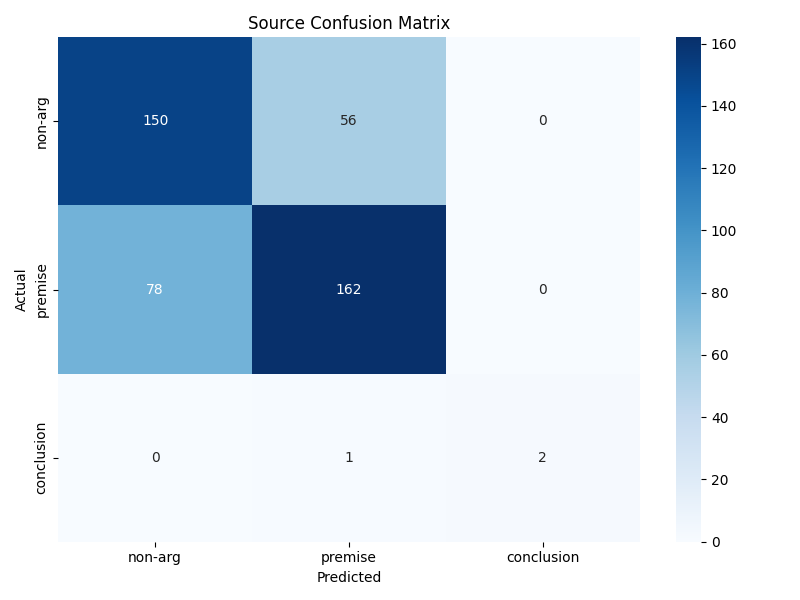 Source Confusion Matrix
Actual
non-arg
150
56
0
premise
78
162
0
conclusion
0
1
2
non-arg
premise
conclusion
Predicted
160
140
120
100
80
60
40
20
0